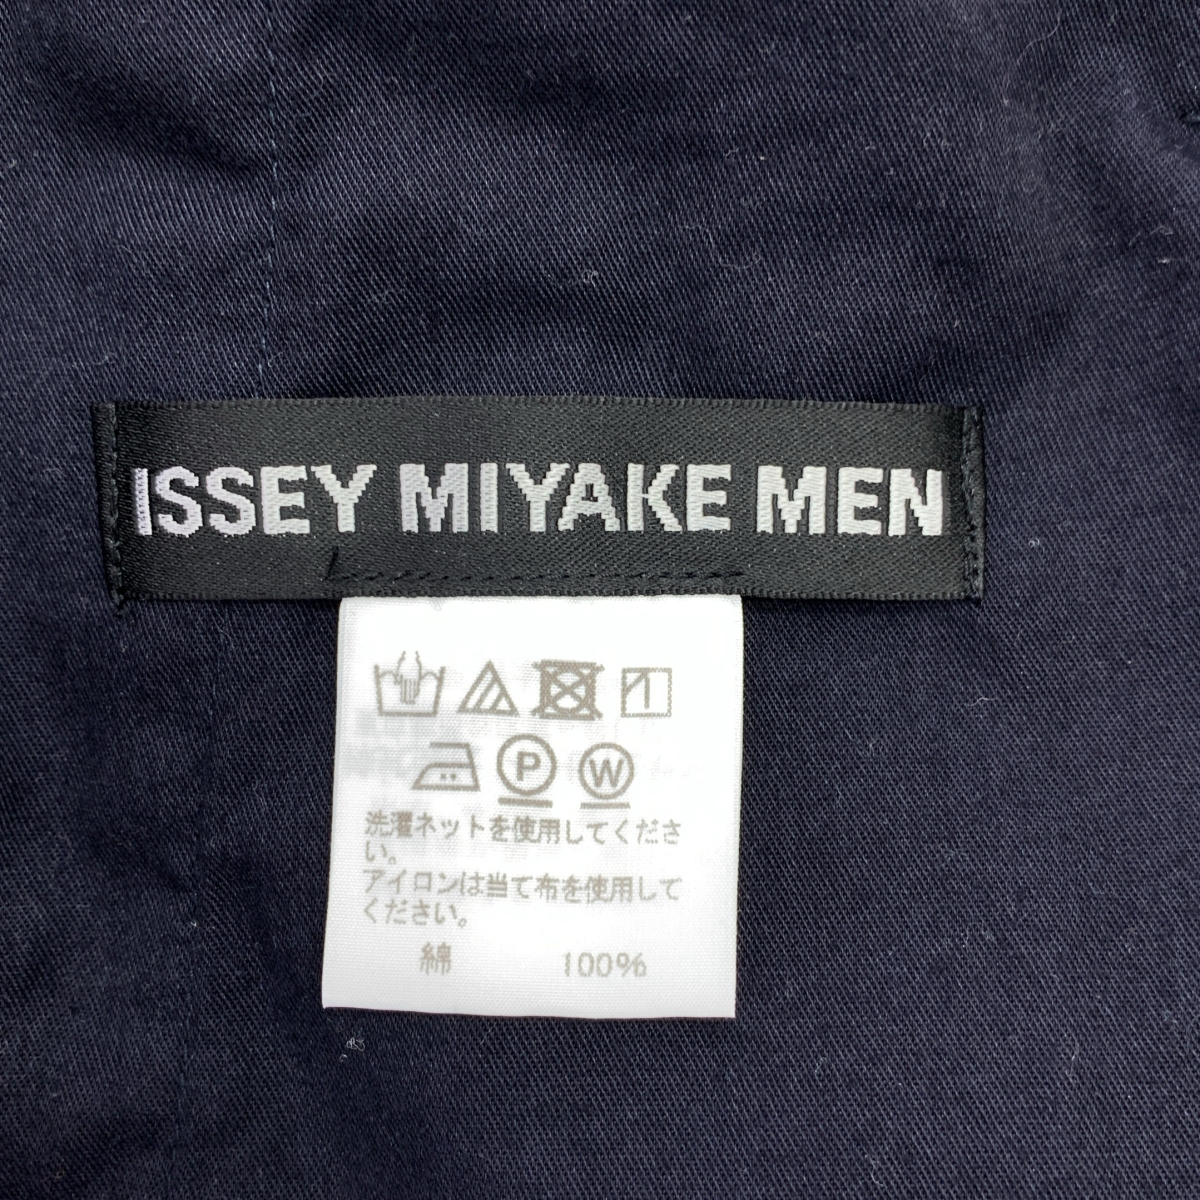 ISSEY MIYAKE MEN
P W
洗濯ネットを使用してくださ
い。
アイロンは当て布を使用して
ください。
綿 100%